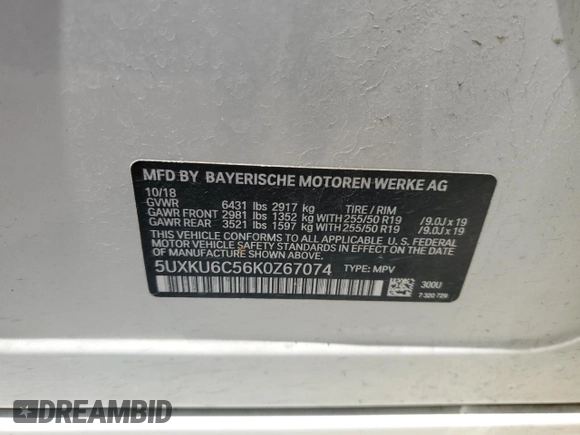 MFD BY BAYERISCHE MOTOREN WERKE AG
10/18
GVWR 6431 lbs 2917 kg TIRE / RIM
GAWR FRONT 2981 lbs 1352 kg WITH 255/50 R19 /9.0J x 19
GAWR REAR 3521 lbs 1597 kg WITH 255/50 R19 /9.0J x 19
THIS VEHICLE CONFORMS TO ALL APPLICABLE FEDERAL
MOTOR VEHICLE SAFETY STANDARDS IN EFFECT ON THE DATE
OF MANUFACTURE SHOWN ABOVE.
5UXKU6C56K0Z67074 TYPE: MPV
300U
7 320 729
DREAMBID